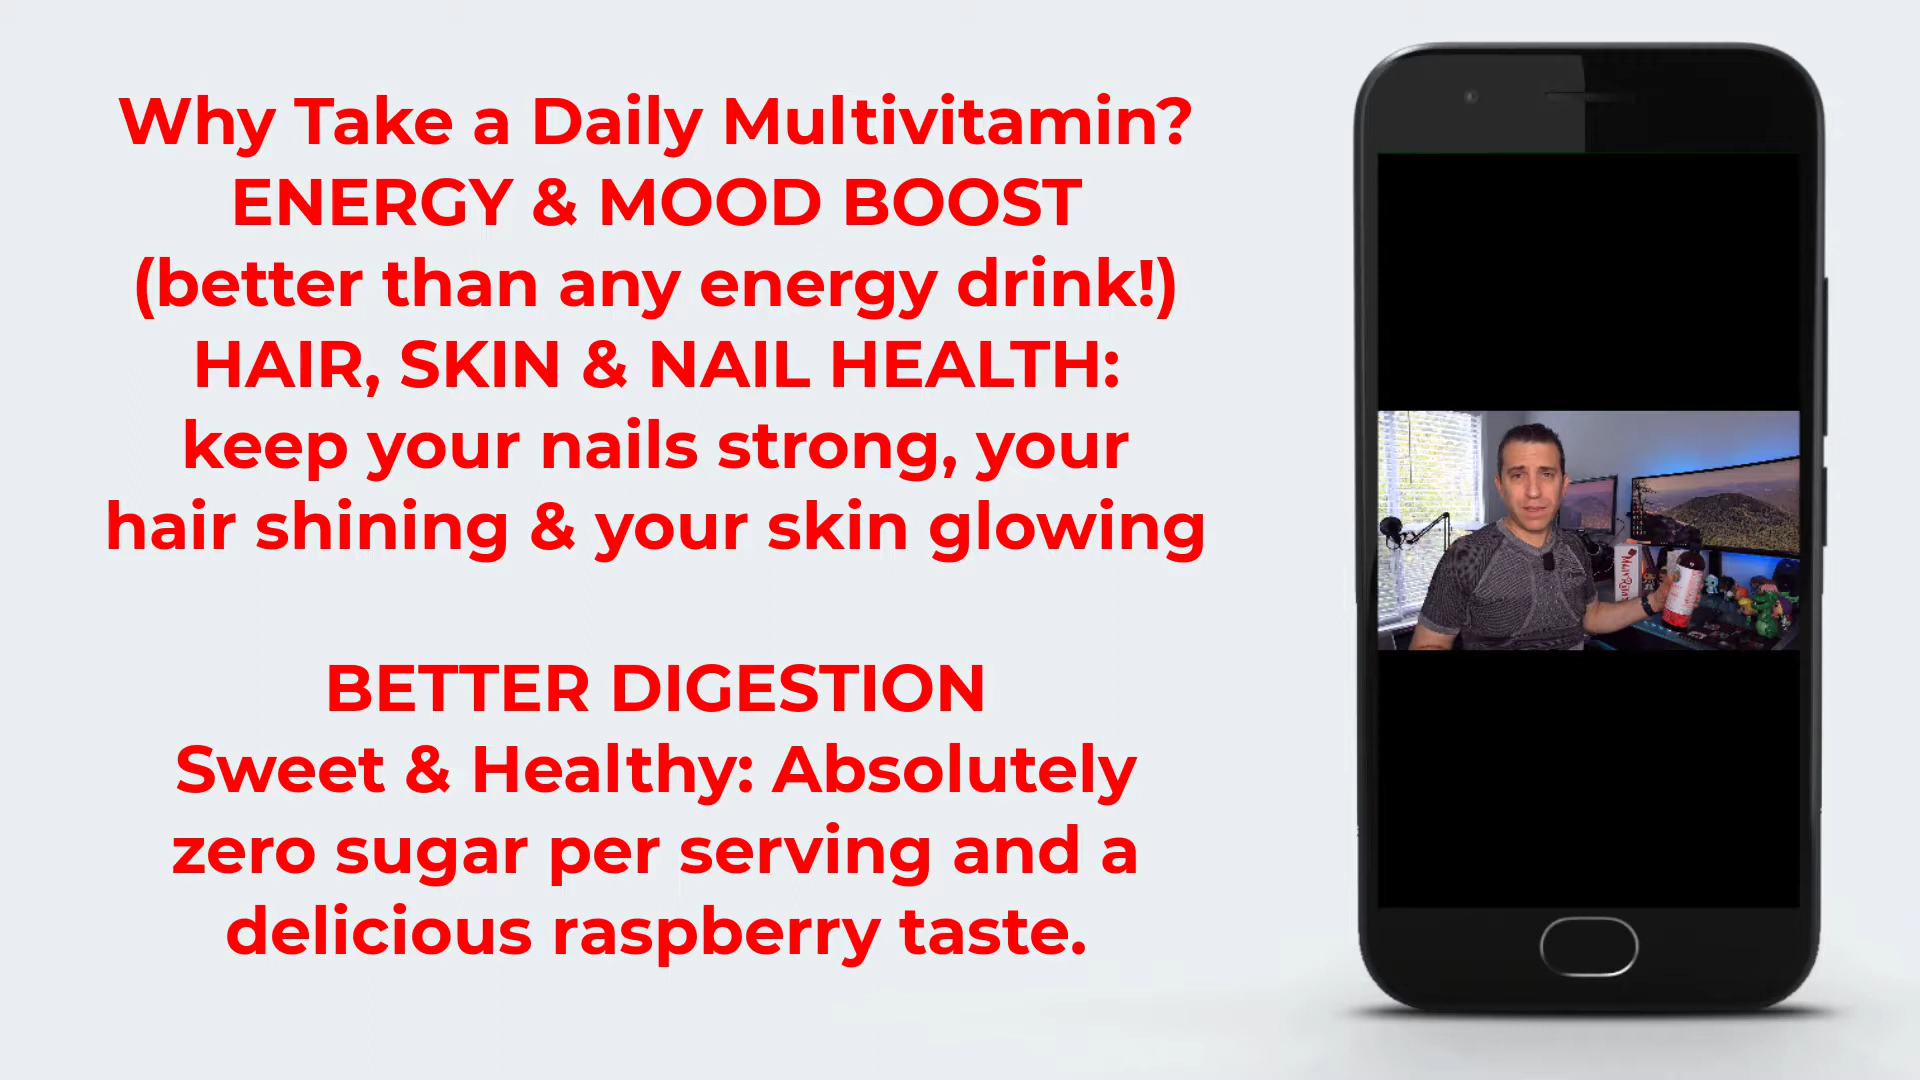 Why Take a Daily Multivitamin?
ENERGY & MOOD BOOST
(better than any energy drink!)
HAIR, SKIN & NAIL HEALTH:
keep your nails strong, your
hair shining & your skin glowing
BETTER DIGESTION
Sweet & Healthy: Absolutely
zero sugar per serving and a
delicious raspberry taste.